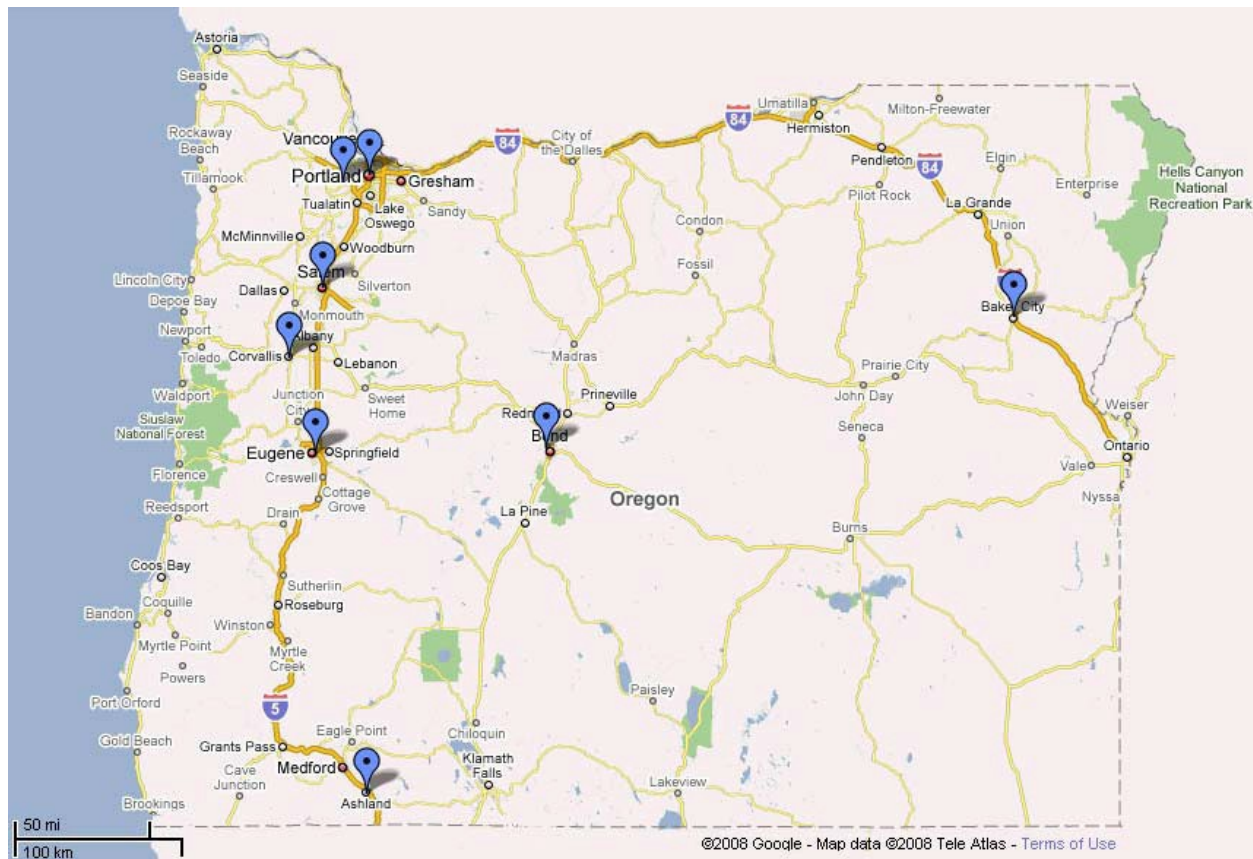 Astoria
Seaside
Rockaway
Beach
Tillamook
Vancouve
Portland
Gresham
Tualatin
Lake
Oswego
Sandy
McMinnville
Woodburn
84
City of
the Dalles
84
Umatilla
Hermiston
Milton-Freewater
Pendleton
Pilot Rock
84
Elgin
La Grande
Union
Enterprise
Hells Canyon
National
Recreation Park
Condon
Fossil
Lincoln City
Depoe Bay
Newport
Toledo
Waldport
Dallas
Salem
Silverton
Monmouth
Albany
Corvallis
Lebanon
Sweet
Home
Junction
City
Siuslaw
National Forest
Madras
Prineville
Redm
Bend
Prairie City
John Day
Seneca
Baker City
Weiser
Ontario
Vale
Nyssa
Eugene
Springfield
Creswell
Cottage
Grove
Florence
Reedsport
Drain
La Pine
Oregon
Burns
Coos Bay
Sutherlin
Coquille
Bandon
Roseburg
Winston
Myrtle Point
Myrtle
Creek
Powers
Port Orford
5
Paisley
Gold Beach
Grants Pass
Eagle Point
Chiloquin
Medford
Cave
Junction
Ashland
Klamath
Falls
Lakeview
Brookings
50 mi
100 km
©2008 Google - Map data ©2008 Tele Atlas - Terms of Use